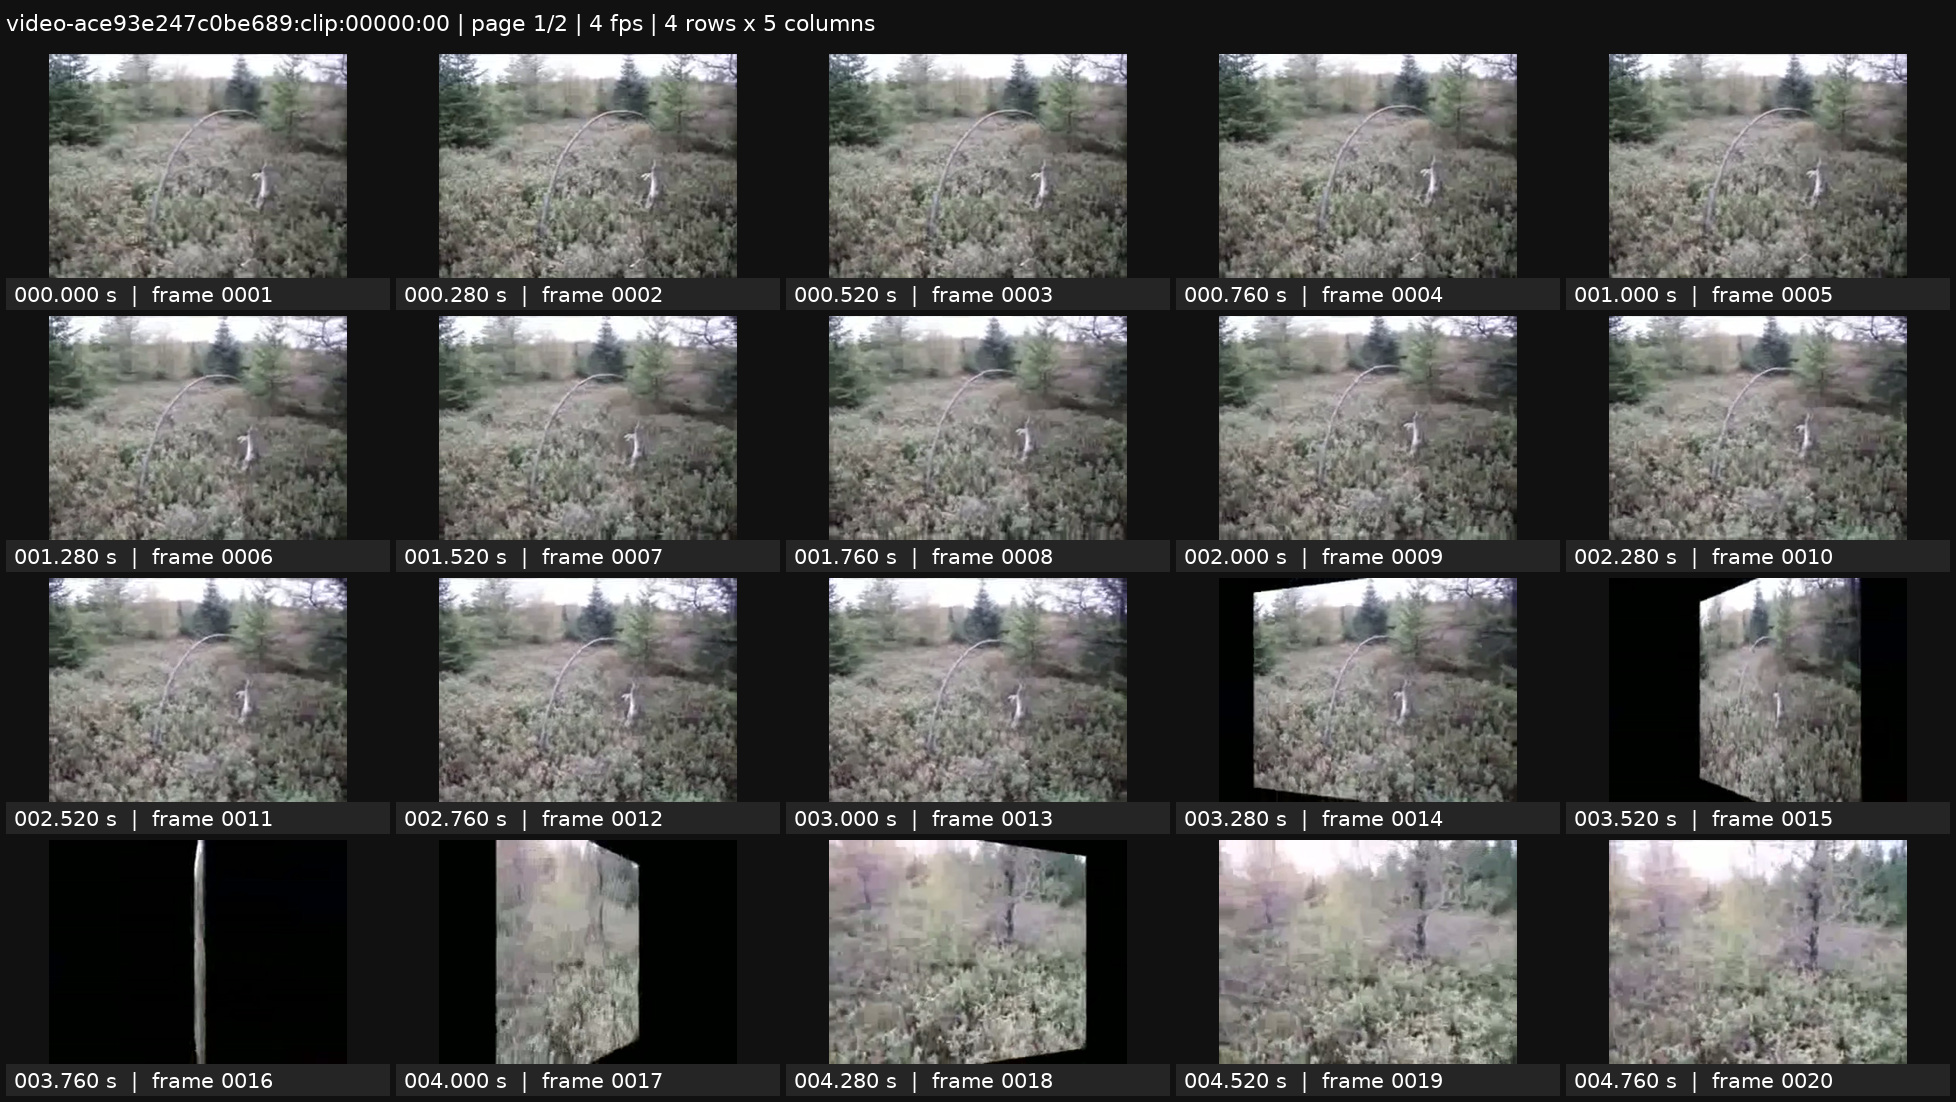 video-ace93e247c0be689:clip:00000:00 | page 1/2 | 4 fps | 4 rows x 5 columns
000.000 s | frame 0001
000.280 s | frame 0002
000.520 s | frame 0003
000.760 s | frame 0004
001.000 s | frame 0005
001.280 s | frame 0006
001.520 s | frame 0007
001.760 s | frame 0008
002.000 s | frame 0009
002.280 s | frame 0010
002.520 s | frame 0011
002.760 s | frame 0012
003.000 s | frame 0013
003.280 s | frame 0014
003.520 s | frame 0015
003.760 s | frame 0016
004.000 s | frame 0017
004.280 s | frame 0018
004.520 s | frame 0019
004.760 s | frame 0020